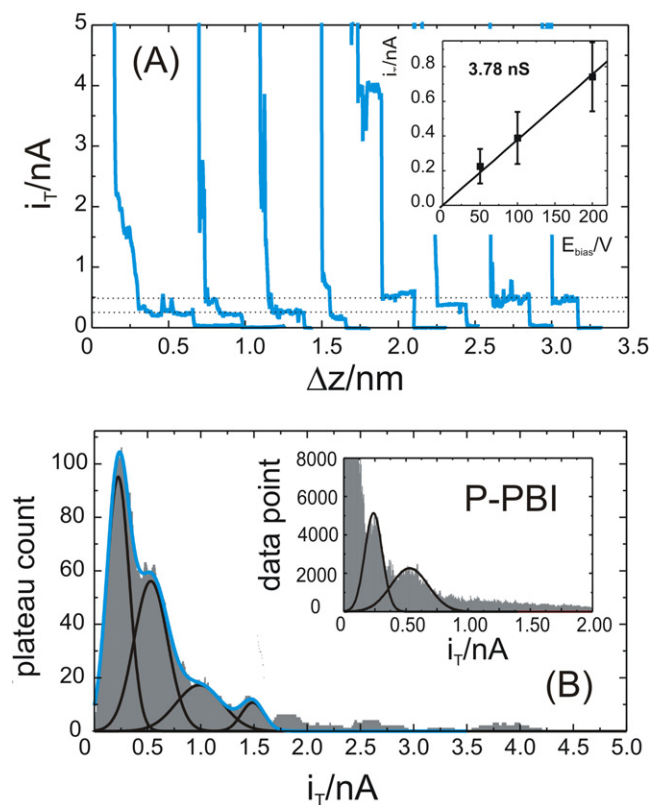 (A)
i_T/nA
5
4
3
2
1
0
0 0.5 1.0 1.5 2.0 2.5 3.0 3.5
Δz/nm
i_T/nA
0.8
0.6
0.4
0.2
0.0
3.78 nS
0 50 100 150 200
E_bias/V
(B)
plateau count
100
80
60
40
20
0
0 0.5 1.0 1.5 2.0 2.5 3.0 3.5 4.0 4.5 5.0
i_T/nA
P-PBI
data point
8000
6000
4000
2000
0
0 0.50 1.00 1.50 2.00
i_T/nA